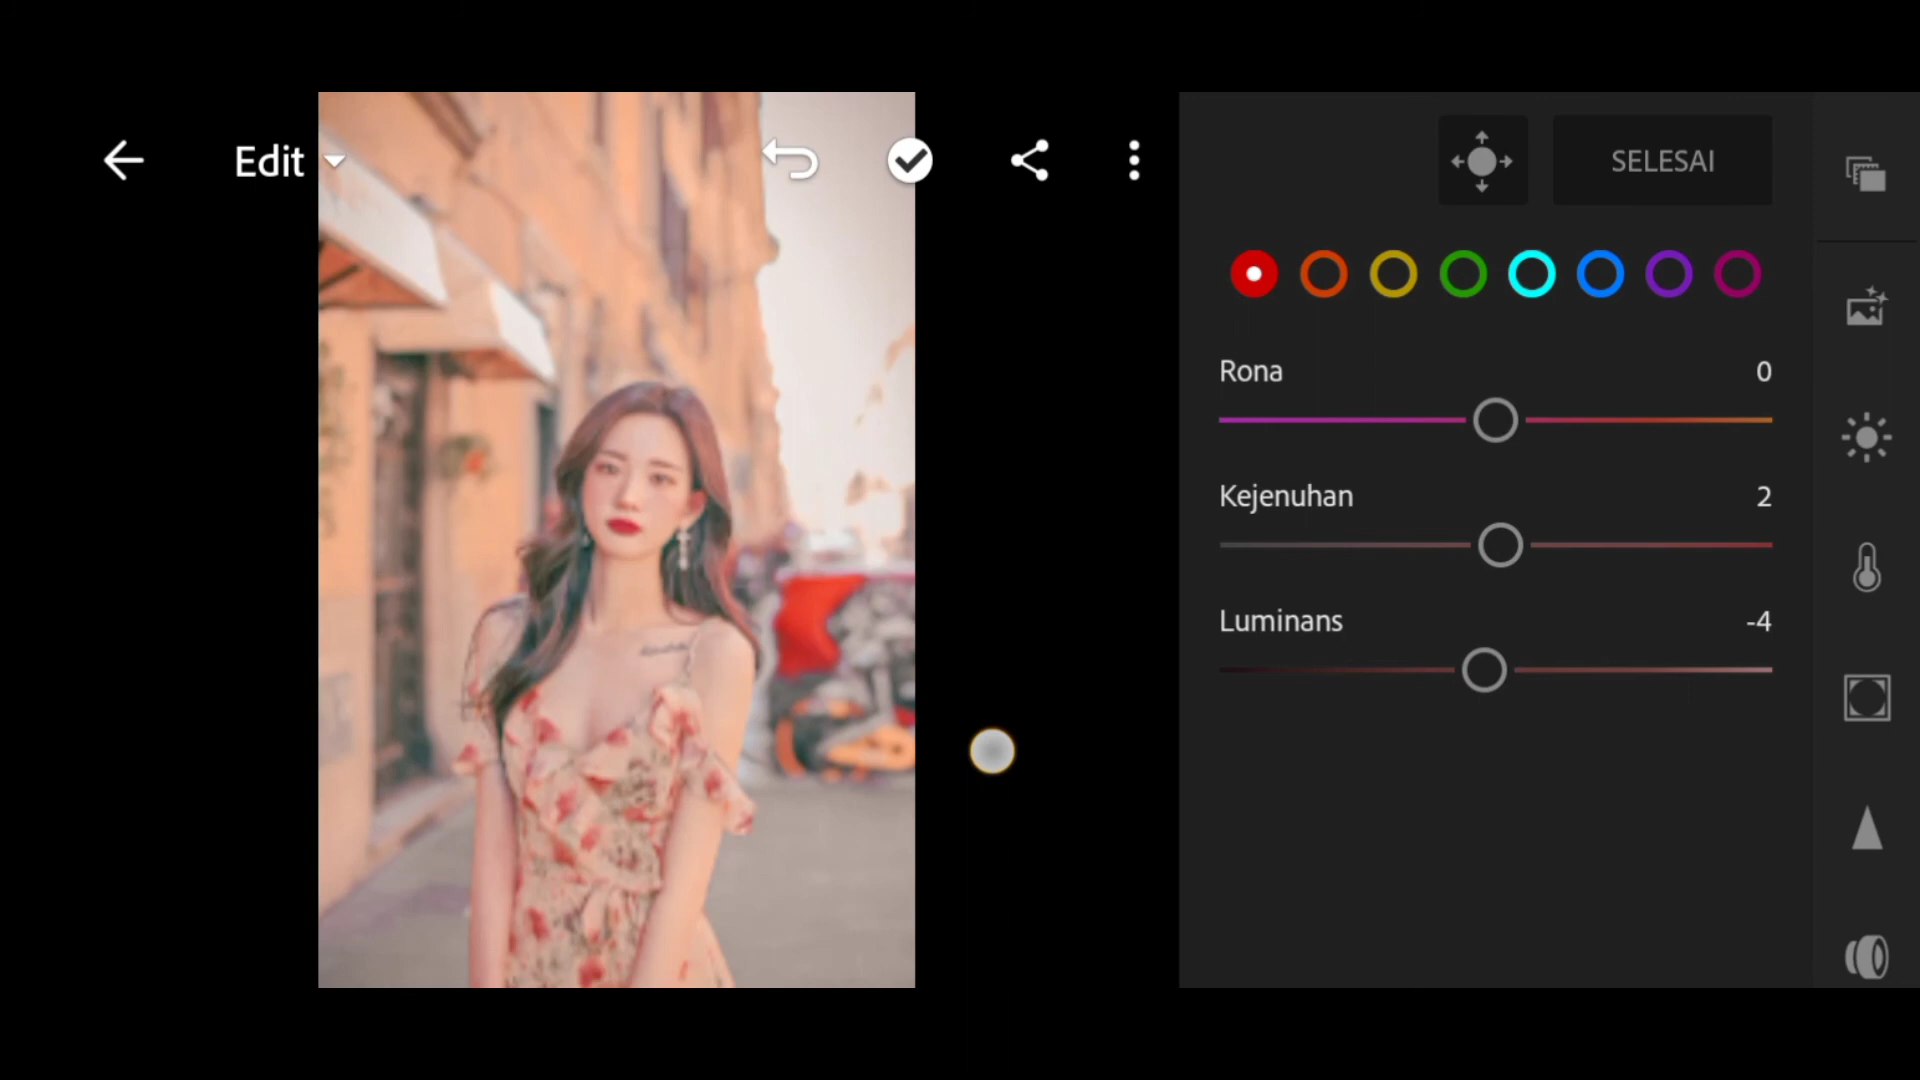 Edit
SELESAI
Rona 0
Kejenuhan 2
Luminans -4